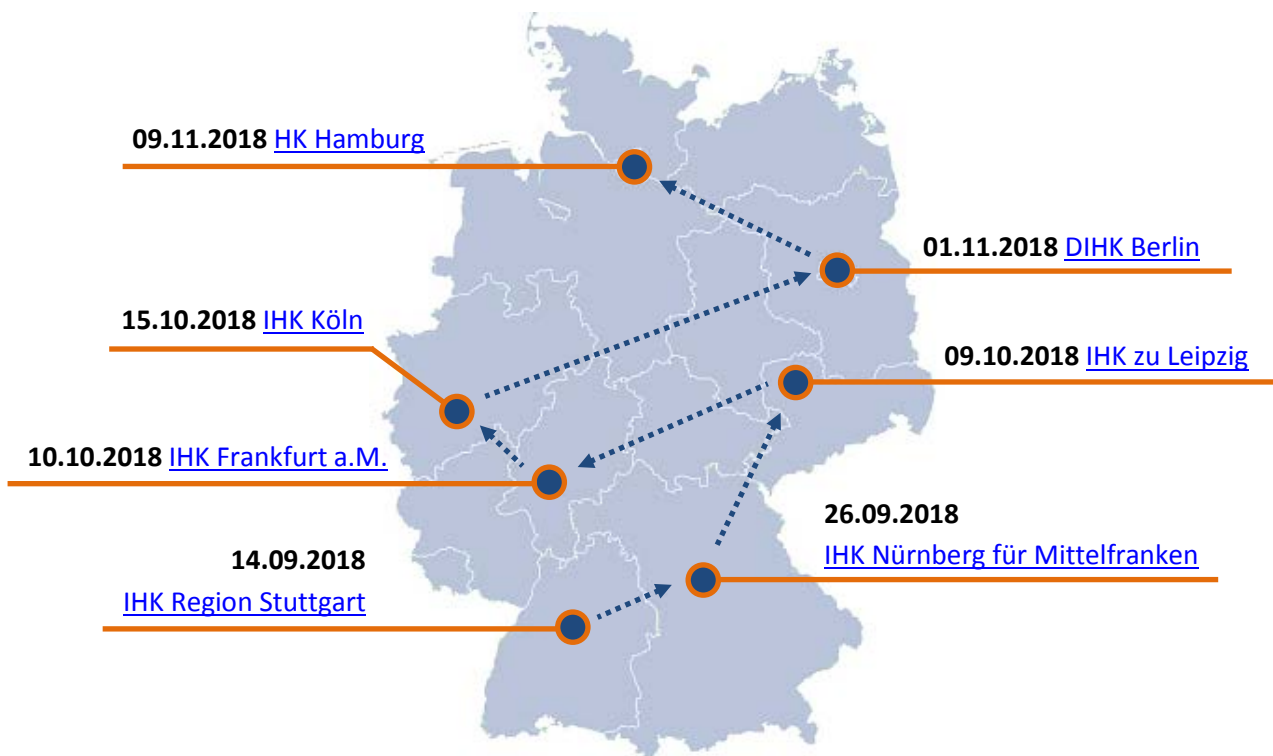 09.11.2018 HK Hamburg
01.11.2018 DIHK Berlin
15.10.2018 IHK Köln
09.10.2018 IHK zu Leipzig
10.10.2018 IHK Frankfurt a.M.
26.09.2018
IHK Nürnberg für Mittelfranken
14.09.2018
IHK Region Stuttgart